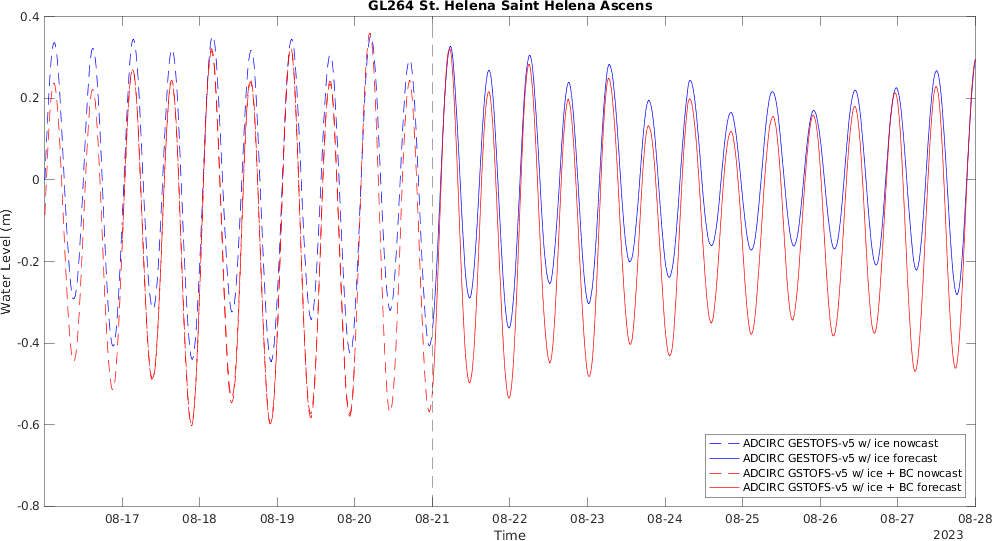 GL264 St. Helena Saint Helena Ascens
0.4
0.2
0
-0.2
-0.4
-0.6
-0.8
Water Level (m)
ADCIRC GESTOFS-v5 w/ ice nowcast
ADCIRC GESTOFS-v5 w/ ice forecast
ADCIRC GSTOFS-v5 w/ ice + BC nowcast
ADCIRC GSTOFS-v5 w/ ice + BC forecast
08-17 08-18 08-19 08-20 08-21 08-22 08-23 08-24 08-25 08-26 08-27 08-28
Time
2023